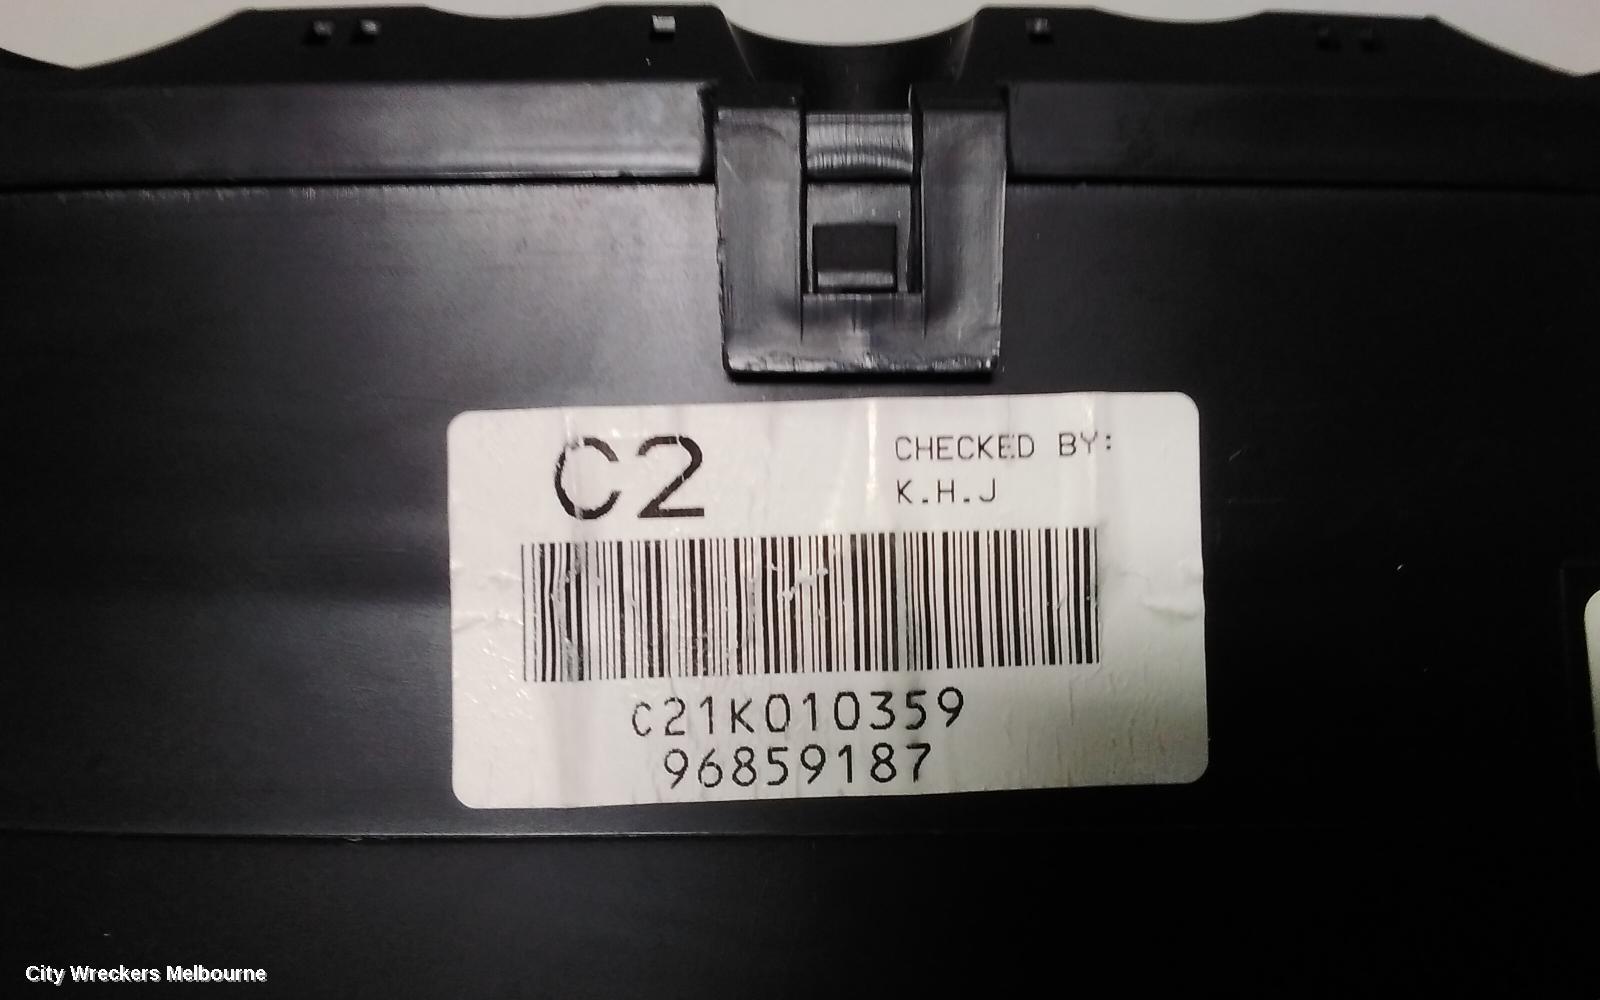 C2
CHECKED BY:
K.H.J
C21K010359
96859187
City Wreckers Melbourne